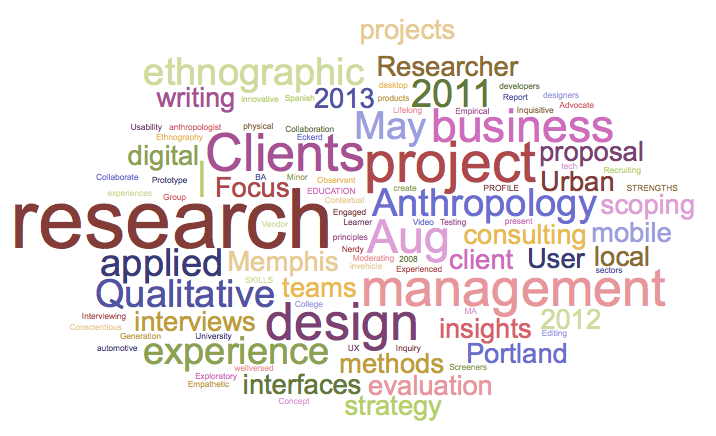 projects
ethnographic
Researcher
desktop
developers
writing
innovative
Spanish
2013
products
2011
Report
designers
Lifelong
Empirical
Inquisitive
Advocate
Usability
anthropologist
physical
Collaboration
May
business
Ethnography
Eckerd
digital
Clients
project
proposal
tech
Collaborate
Prototype
BA
Minor
Observant
Recruiting
experiences
Group
Focus
EDUCATION
create
PROFILE
Urban
STRENGTHS
Contextual
research
Vendor
Engaged
Learner
Anthropology
scoping
Video
Testing
present
principles
Aug
consulting
mobile
Nerdy
applied
Memphis
Moderating
2008
client
User
local
invehicle
Experienced
sectors
SKILLS
Qualitative
teams
management
College
MA
Interviewing
Conscientious
interviews
design
insights
2012
Editing
Generation
University
automotive
experience
UX
Inquiry
methods
Portland
wellversed
Screeners
Exploratory
Empathetic
interfaces
evaluation
Concept
strategy